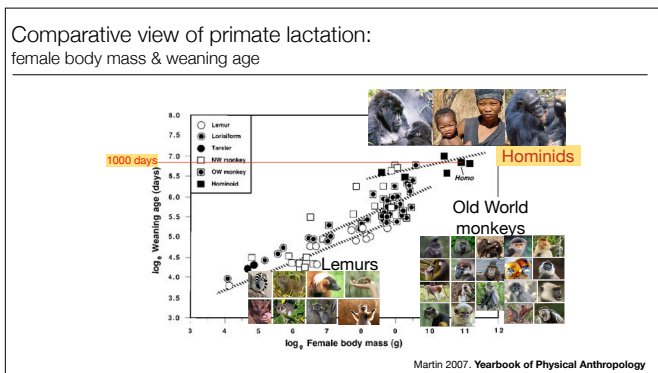 Comparative view of primate lactation:
female body mass & weaning age
8.0
7.5
7.0
6.5
6.0
5.5
5.0
4.5
4.0
3.5
3.0
logₑ Weaning age (days)
1000 days
Lemur
Lorisiform
Tarsier
NW monkey
OW monkey
Hominoid
Homo
Hominids
Old World
monkeys
Lemurs
3 4 5 6 7 8 9 10 11 12
logₑ Female body mass (g)
Martin 2007. Yearbook of Physical Anthropology